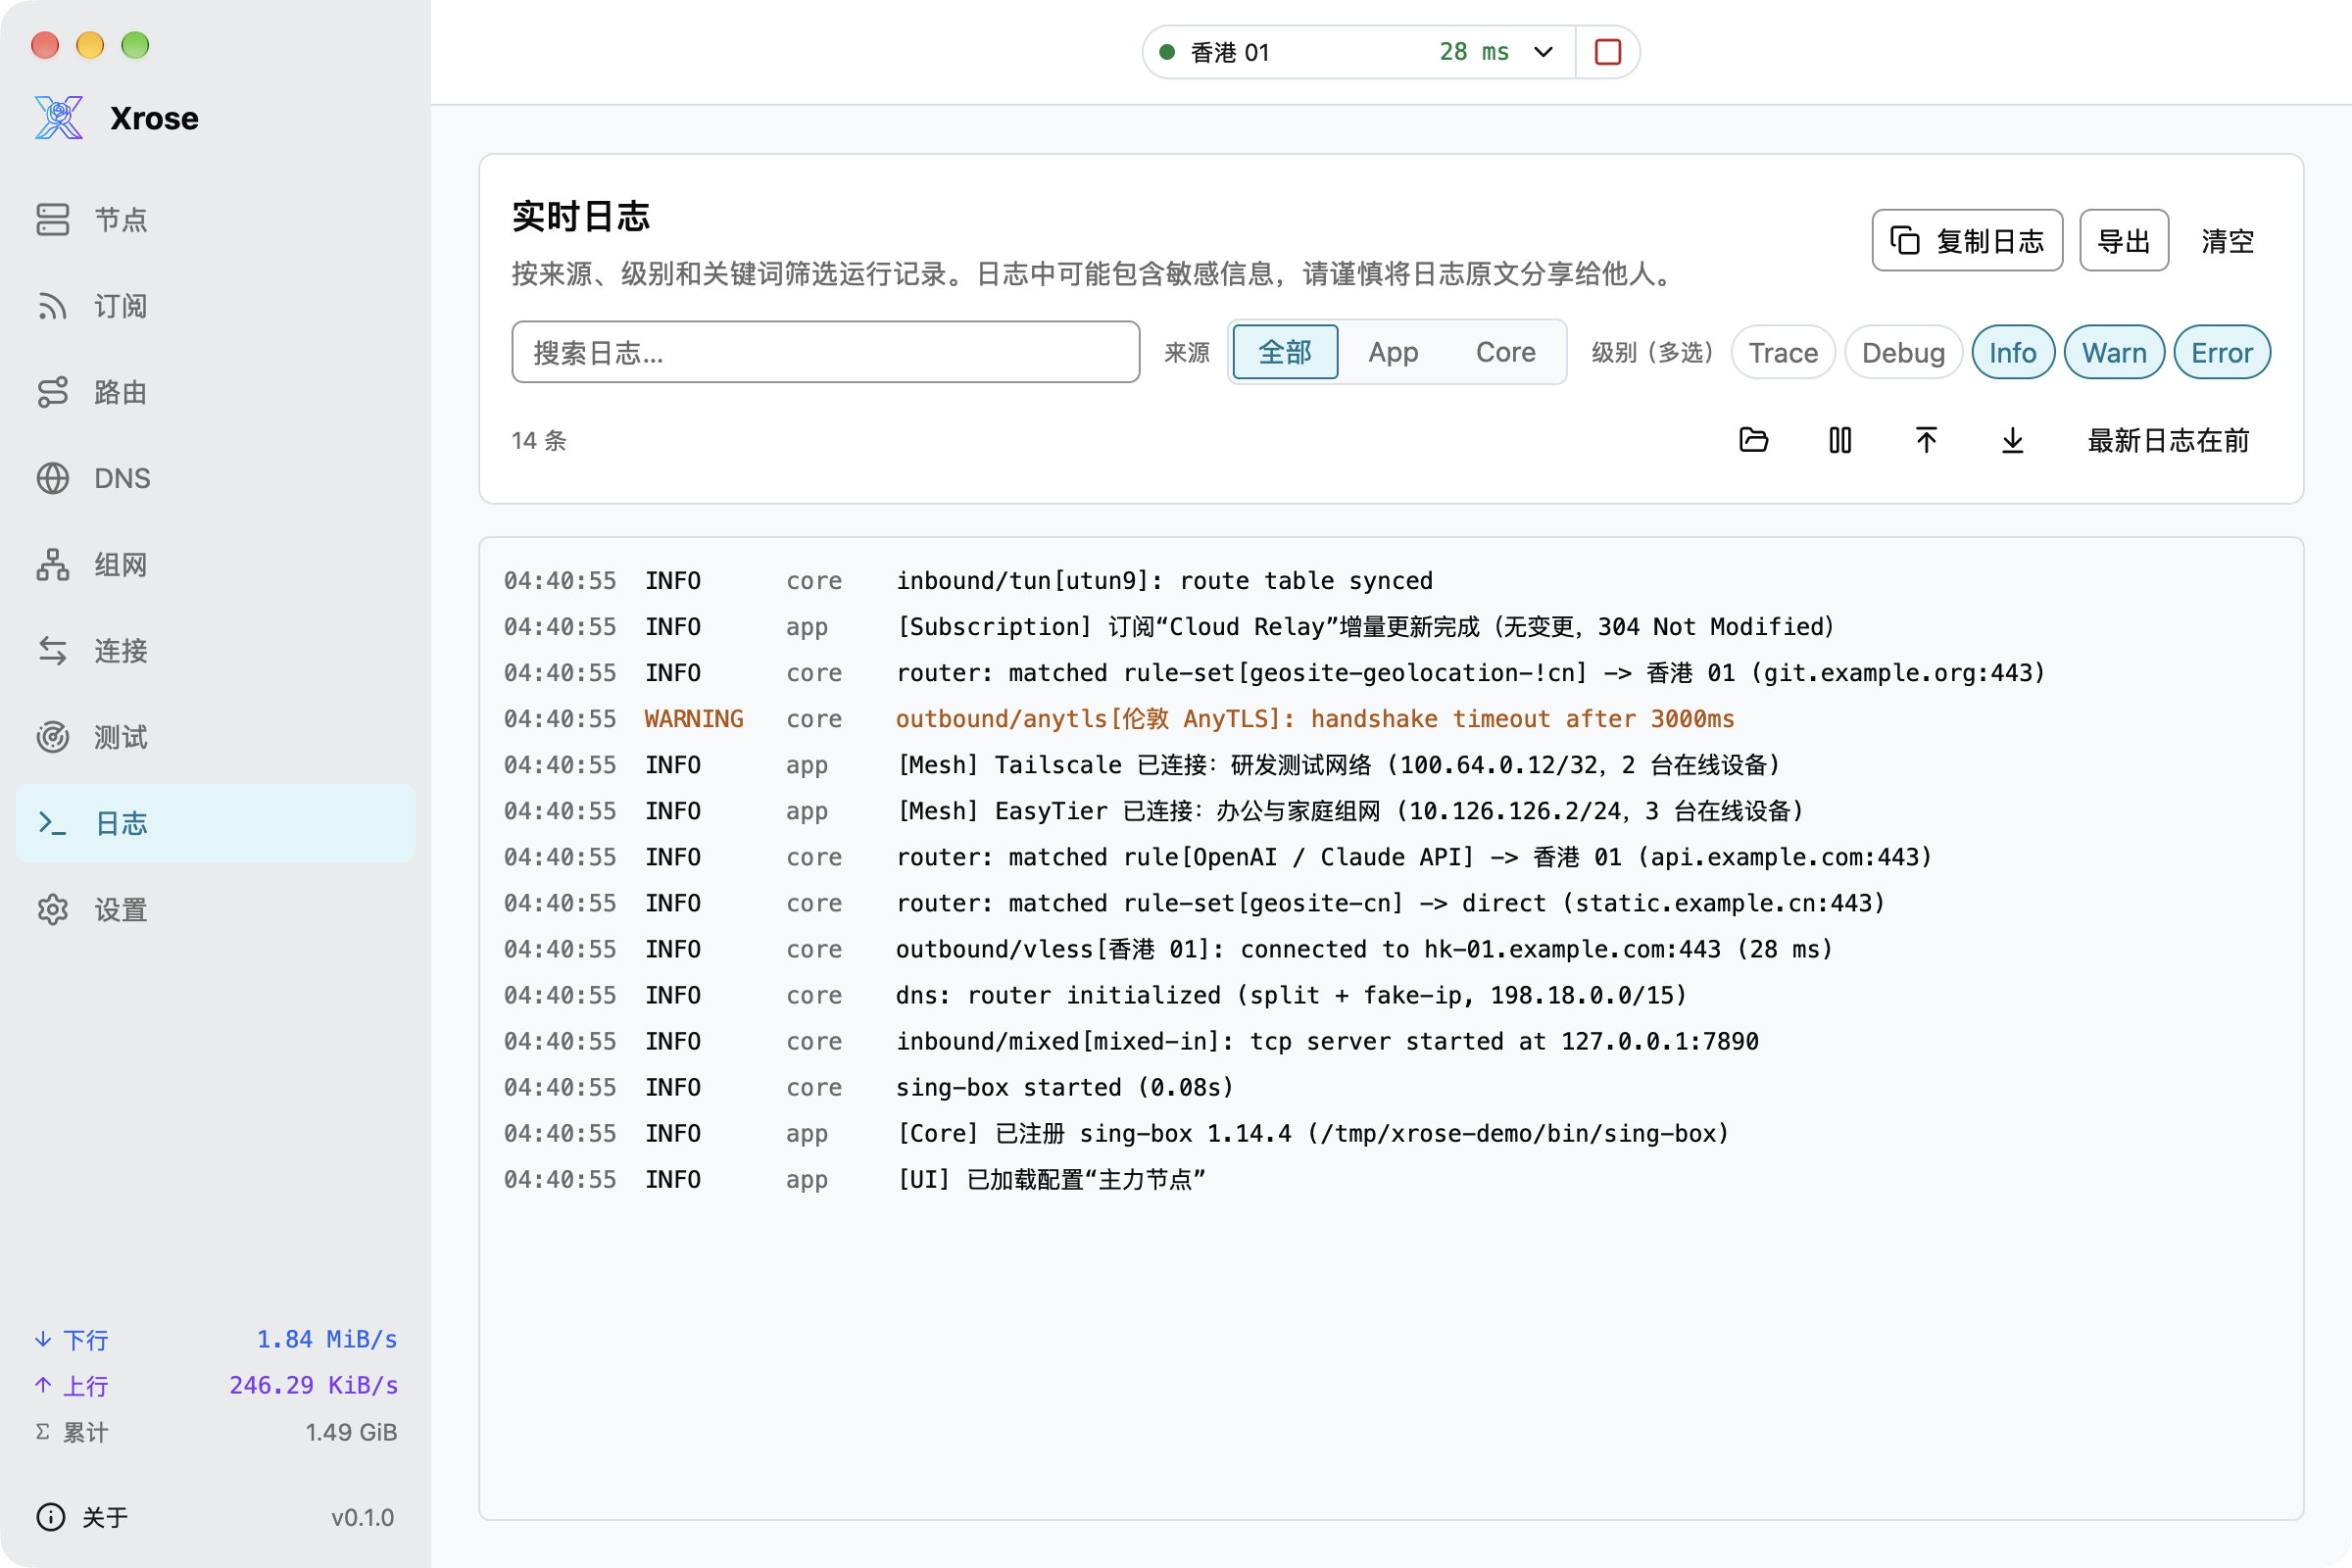 香港 01 28 ms
Xrose
节点
订阅
路由
DNS
组网
连接
测试
日志
设置
下行 1.84 MiB/s
上行 246.29 KiB/s
Σ 累计 1.49 GiB
关于 v0.1.0
实时日志
按来源、级别和关键词筛选运行记录。日志中可能包含敏感信息，请谨慎将日志原文分享给他人。
复制日志 导出 清空
搜索日志... 来源 全部 App Core 级别（多选） Trace Debug Info Warn Error
14 条 最新日志在前
04:40:55 INFO core inbound/tun[utun9]: route table synced
04:40:55 INFO app [Subscription] 订阅“Cloud Relay”增量更新完成（无变更，304 Not Modified）
04:40:55 INFO core router: matched rule-set[geosite-geolocation-!cn] -> 香港 01 (git.example.org:443)
04:40:55 WARNING core outbound/anytls[伦敦 AnyTLS]: handshake timeout after 3000ms
04:40:55 INFO app [Mesh] Tailscale 已连接：研发测试网络 (100.64.0.12/32，2 台在线设备)
04:40:55 INFO app [Mesh] EasyTier 已连接：办公与家庭组网 (10.126.126.2/24，3 台在线设备)
04:40:55 INFO core router: matched rule[OpenAI / Claude API] -> 香港 01 (api.example.com:443)
04:40:55 INFO core router: matched rule-set[geosite-cn] -> direct (static.example.cn:443)
04:40:55 INFO core outbound/vless[香港 01]: connected to hk-01.example.com:443 (28 ms)
04:40:55 INFO core dns: router initialized (split + fake-ip, 198.18.0.0/15)
04:40:55 INFO core inbound/mixed[mixed-in]: tcp server started at 127.0.0.1:7890
04:40:55 INFO core sing-box started (0.08s)
04:40:55 INFO app [Core] 已注册 sing-box 1.14.4 (/tmp/xrose-demo/bin/sing-box)
04:40:55 INFO app [UI] 已加载配置“主力节点”